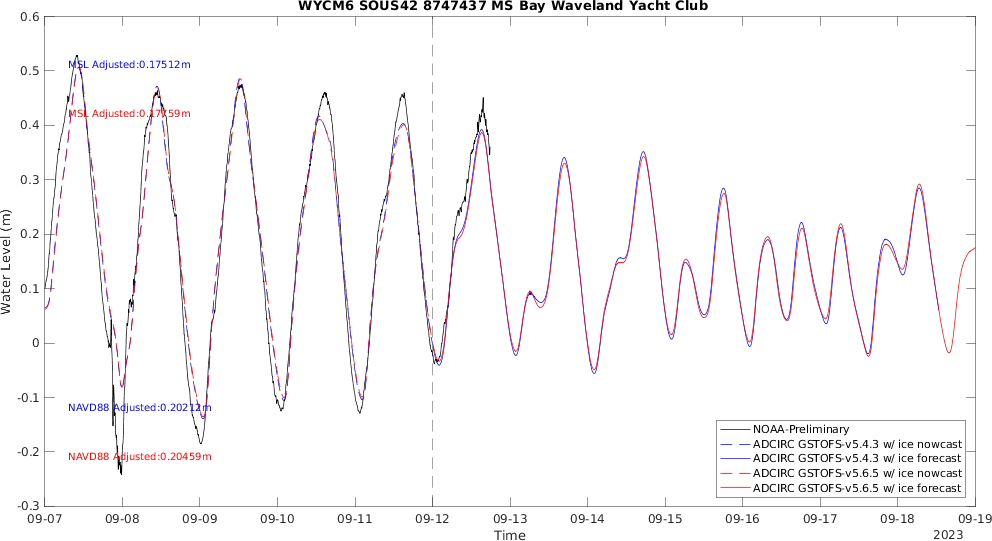 WYCM6 SOUS42 8747437 MS Bay Waveland Yacht Club
Water Level (m)
0.6
0.5
0.4
0.3
0.2
0.1
0
-0.1
-0.2
-0.3
MSL Adjusted:0.17512m
MSL Adjusted:0.17759m
NAVD88 Adjusted:0.20212m
NAVD88 Adjusted:0.20459m
NOAA-Preliminary
ADCIRC GSTOFS-v5.4.3 w/ ice nowcast
ADCIRC GSTOFS-v5.4.3 w/ ice forecast
ADCIRC GSTOFS-v5.6.5 w/ ice nowcast
ADCIRC GSTOFS-v5.6.5 w/ ice forecast
09-07 09-08 09-09 09-10 09-11 09-12 09-13 09-14 09-15 09-16 09-17 09-18 09-19
Time
2023